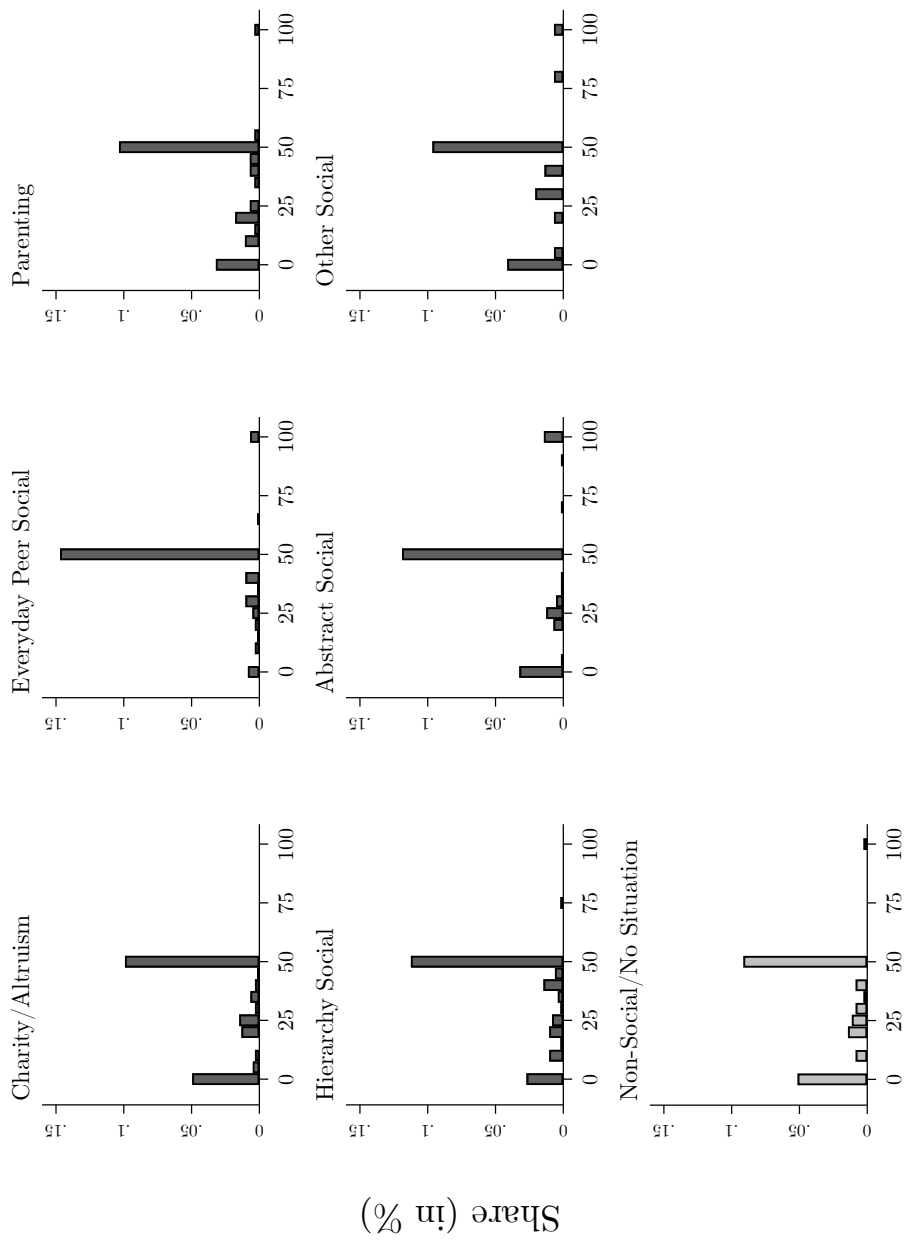 Share (in %)
Charity/Altruism
0 .05 .1 .15
0 25 50 75 100
Everyday Peer Social
0 .05 .1 .15
0 25 50 75 100
Parenting
0 .05 .1 .15
0 25 50 75 100
Hierarchy Social
0 .05 .1 .15
0 25 50 75 100
Abstract Social
0 .05 .1 .15
0 25 50 75 100
Other Social
0 .05 .1 .15
0 25 50 75 100
Non-Social/No Situation
0 .05 .1 .15
0 25 50 75 100